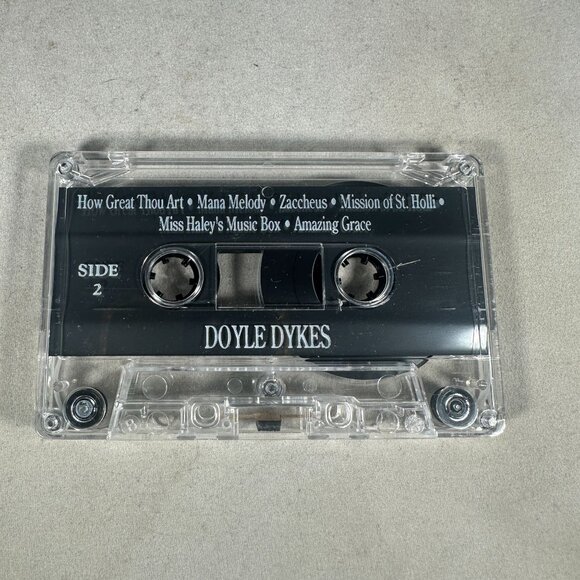 How Great Thou Art • Mana Melody • Zaccheus • Mission of St. Holli •
Miss Haley's Music Box • Amazing Grace
SIDE
2
DOYLE DYKES